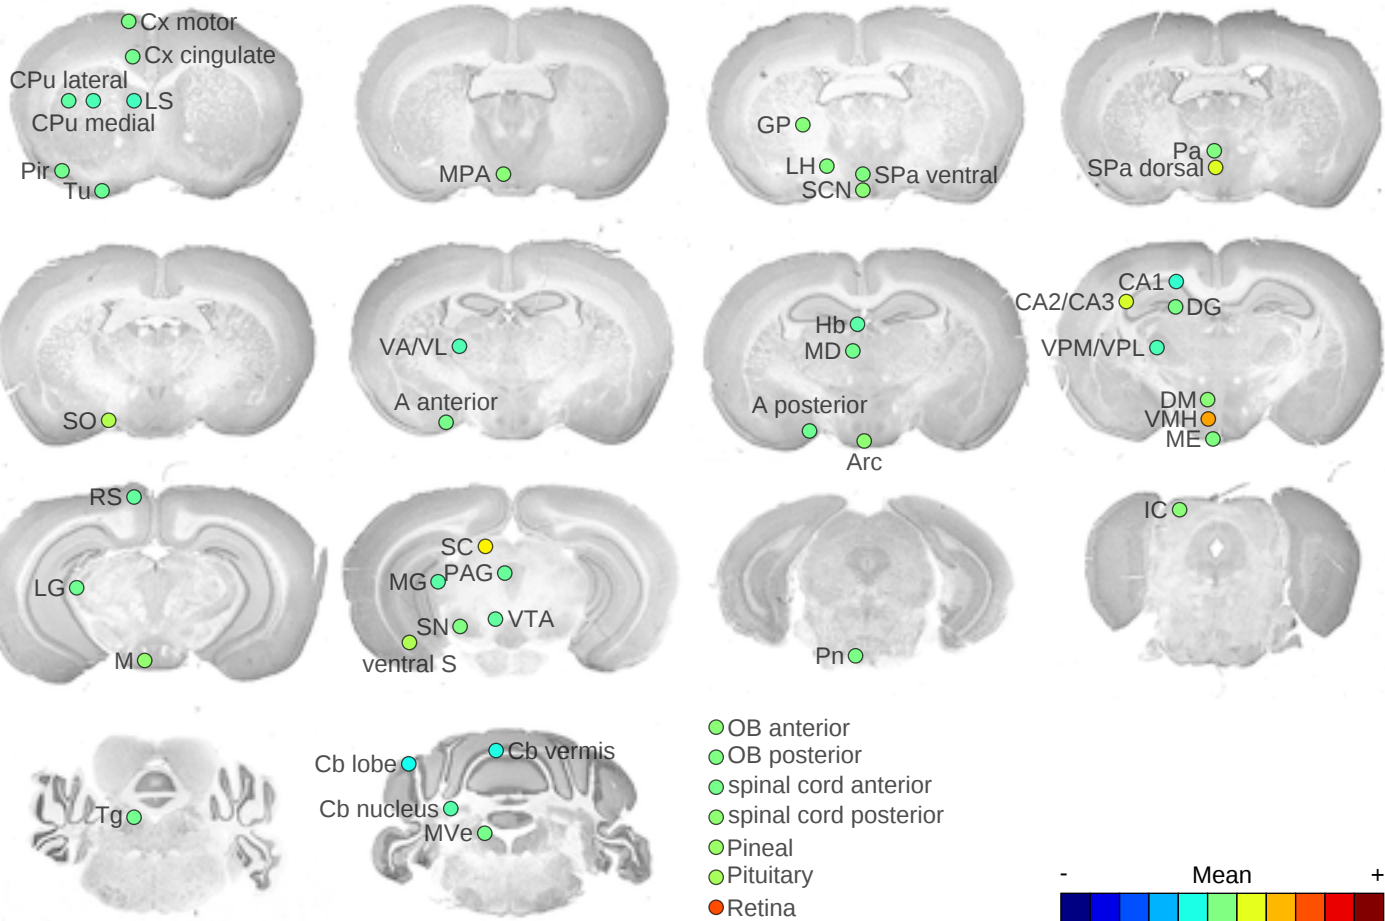 Cx motor
Cx cingulate
CPu lateral
LS
CPu medial
Pir
Tu
MPA
GP
LH
SPa ventral
SCN
Pa
SPa dorsal
SO
VA/VL
A anterior
Hb
MD
A posterior
Arc
CA1
CA2/CA3
DG
VPM/VPL
DM
VMH
ME
RS
LG
M
SC
PAG
MG
SN
VTA
ventral S
Pn
IC
Tg
Cb vermis
Cb lobe
Cb nucleus
MVe
OB anterior
OB posterior
spinal cord anterior
spinal cord posterior
Pineal
Pituitary
Retina
- Mean +